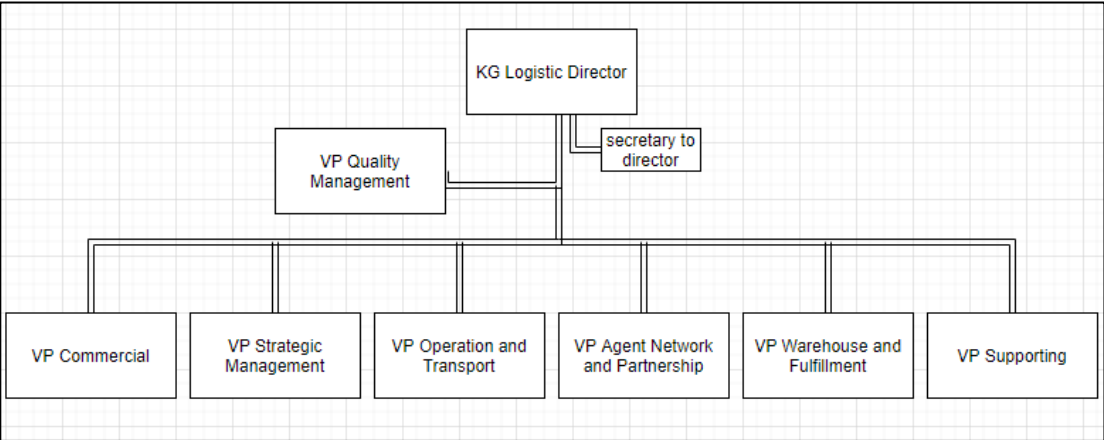 KG Logistic Director
secretary to
director
VP Quality
Management
VP Commercial
VP Strategic
Management
VP Operation and
Transport
VP Agent Network
and Partnership
VP Warehouse and
Fulfillment
VP Supporting